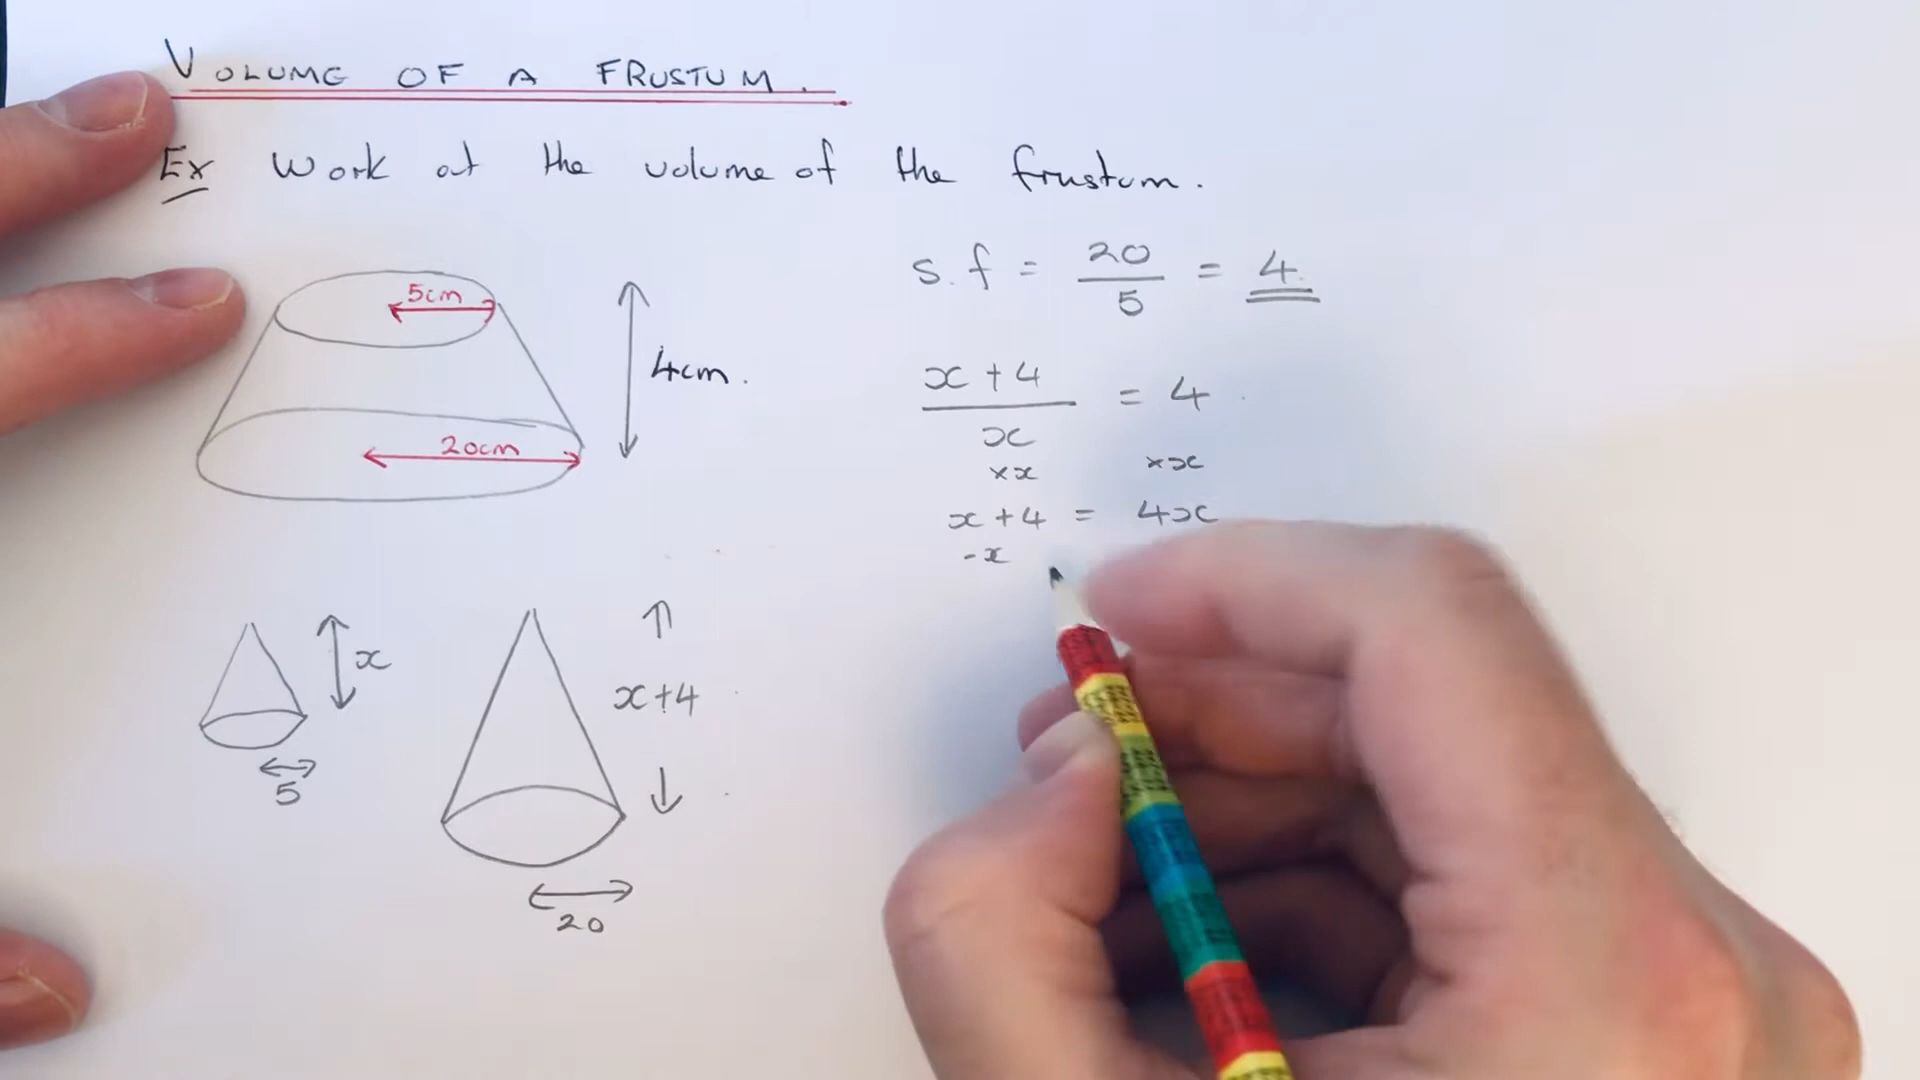 VOLUME OF A FRUSTUM.
Ex Work out the volume of the frustum.
5cm
4cm.
20cm
s.f = 20/5 = 4
x+4/x = 4
×x ×x
x+4 = 4x
-x
x
5
x+4
20